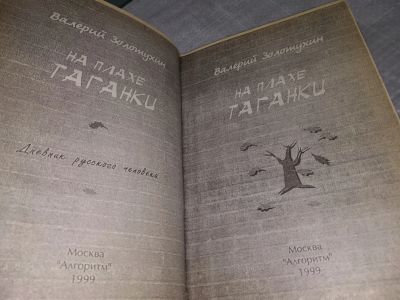 Валерий Золотухин
НА ПЛАХЕ
ТАГАНКИ
Дневник русского человека
Москва
"Алгоритм"
1999
Валерий Золотухин
НА ПЛАХЕ
ТАГАНКИ
Москва
"Алгоритм"
1999